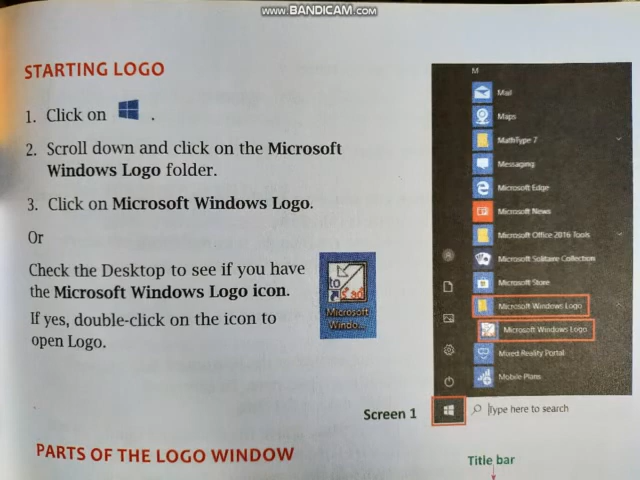 WWW.BANDICAM.COM
STARTING LOGO
1. Click on .
2. Scroll down and click on the Microsoft
Windows Logo folder.
3. Click on Microsoft Windows Logo.
Or
Check the Desktop to see if you have
the Microsoft Windows Logo icon.
If yes, double-click on the icon to
open Logo.
to
Microsoft
Windo...
M
Mail
Maps
MathType 7
Messaging
Microsoft Edge
Microsoft News
Microsoft Office 2016 Tools
Microsoft Solitaire Collection
Microsoft Store
Microsoft Windows Logo
Microsoft Windows Logo
Mixed Reality Portal
Mobile Plans
Type here to search
Screen 1
PARTS OF THE LOGO WINDOW
Title bar